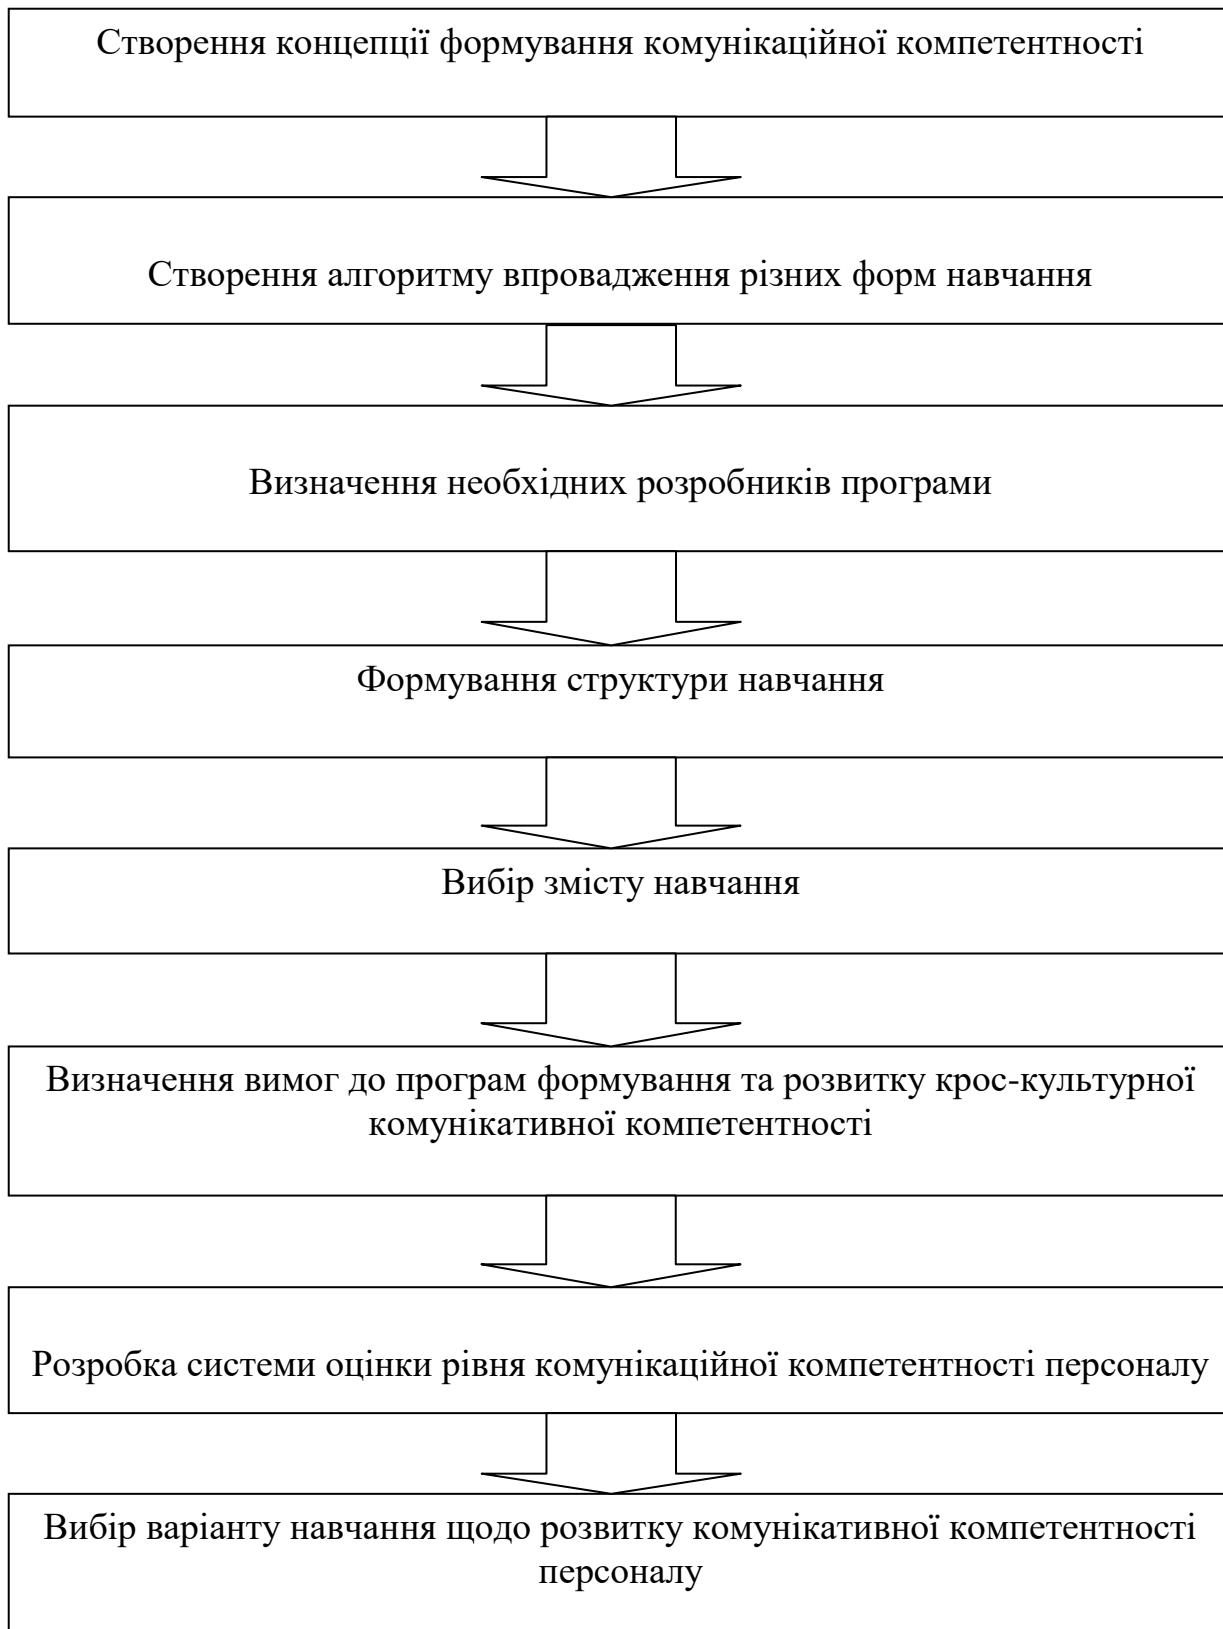 Створення концепції формування комунікаційної компетентності
Створення алгоритму впровадження різних форм навчання
Визначення необхідних розробників програми
Формування структури навчання
Вибір змісту навчання
Визначення вимог до програм формування та розвитку крос-культурної
комунікативної компетентності
Розробка системи оцінки рівня комунікаційної компетентності персоналу
Вибір варіанту навчання щодо розвитку комунікативної компетентності
персоналу